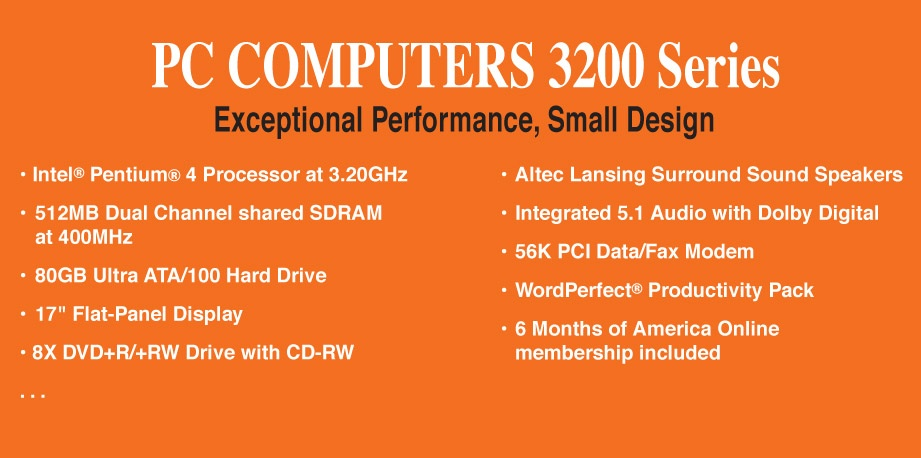 PC COMPUTERS 3200 Series
Exceptional Performance, Small Design
• Intel® Pentium® 4 Processor at 3.20GHz
• 512MB Dual Channel shared SDRAM
at 400MHz
• 80GB Ultra ATA/100 Hard Drive
• 17" Flat-Panel Display
• 8X DVD+R/+RW Drive with CD-RW
...
• Altec Lansing Surround Sound Speakers
• Integrated 5.1 Audio with Dolby Digital
• 56K PCI Data/Fax Modem
• WordPerfect® Productivity Pack
• 6 Months of America Online
membership included